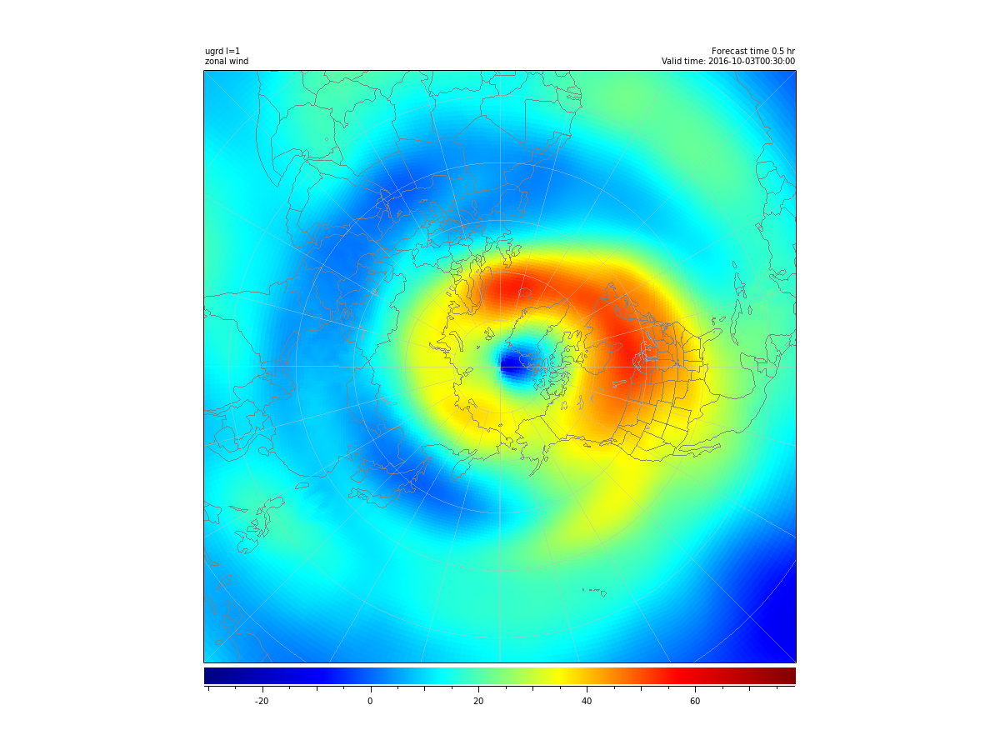 ugrd l=1
zonal wind
Forecast time 0.5 hr
Valid time: 2016-10-03T00:30:00
-20 0 20 40 60